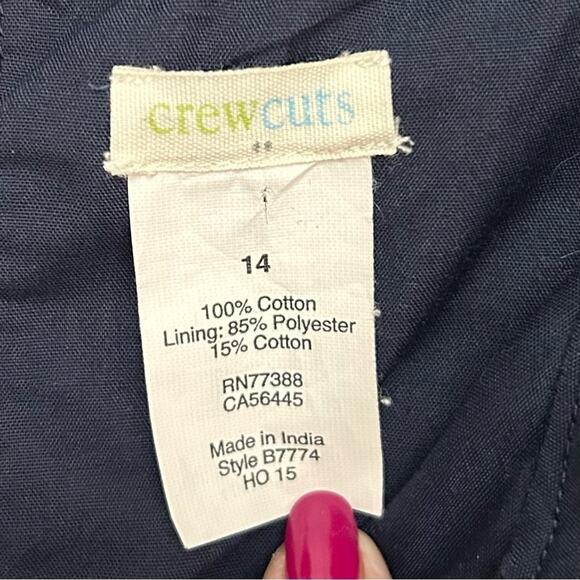 crewcuts
14
100% Cotton
Lining: 85% Polyester
15% Cotton
RN77388
CA56445
Made in India
Style B7774
HO 15